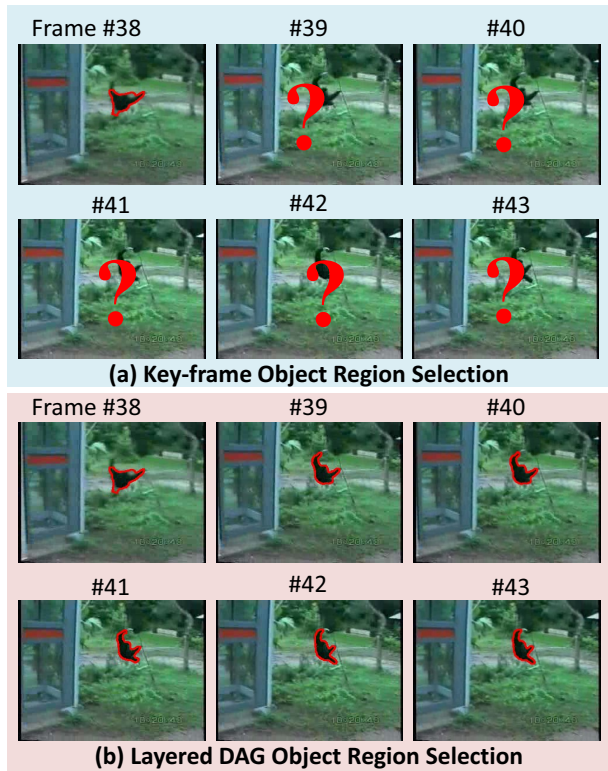 Frame #38 #39 #40
?
?
#41 #42 #43
?
?
?
(a) Key-frame Object Region Selection
Frame #38 #39 #40
#41 #42 #43
(b) Layered DAG Object Region Selection